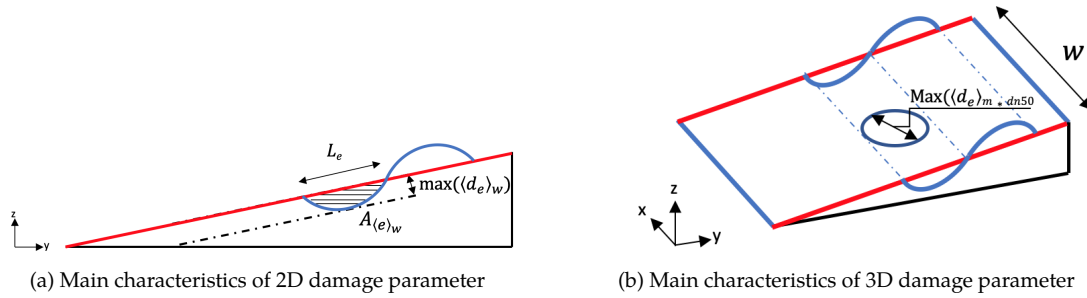 L_e
max(⟨d_e⟩_w)
A_⟨e⟩_w
z
y
(a) Main characteristics of 2D damage parameter
W
Max(⟨d_e⟩_m * dn50
z
x
y
(b) Main characteristics of 3D damage parameter